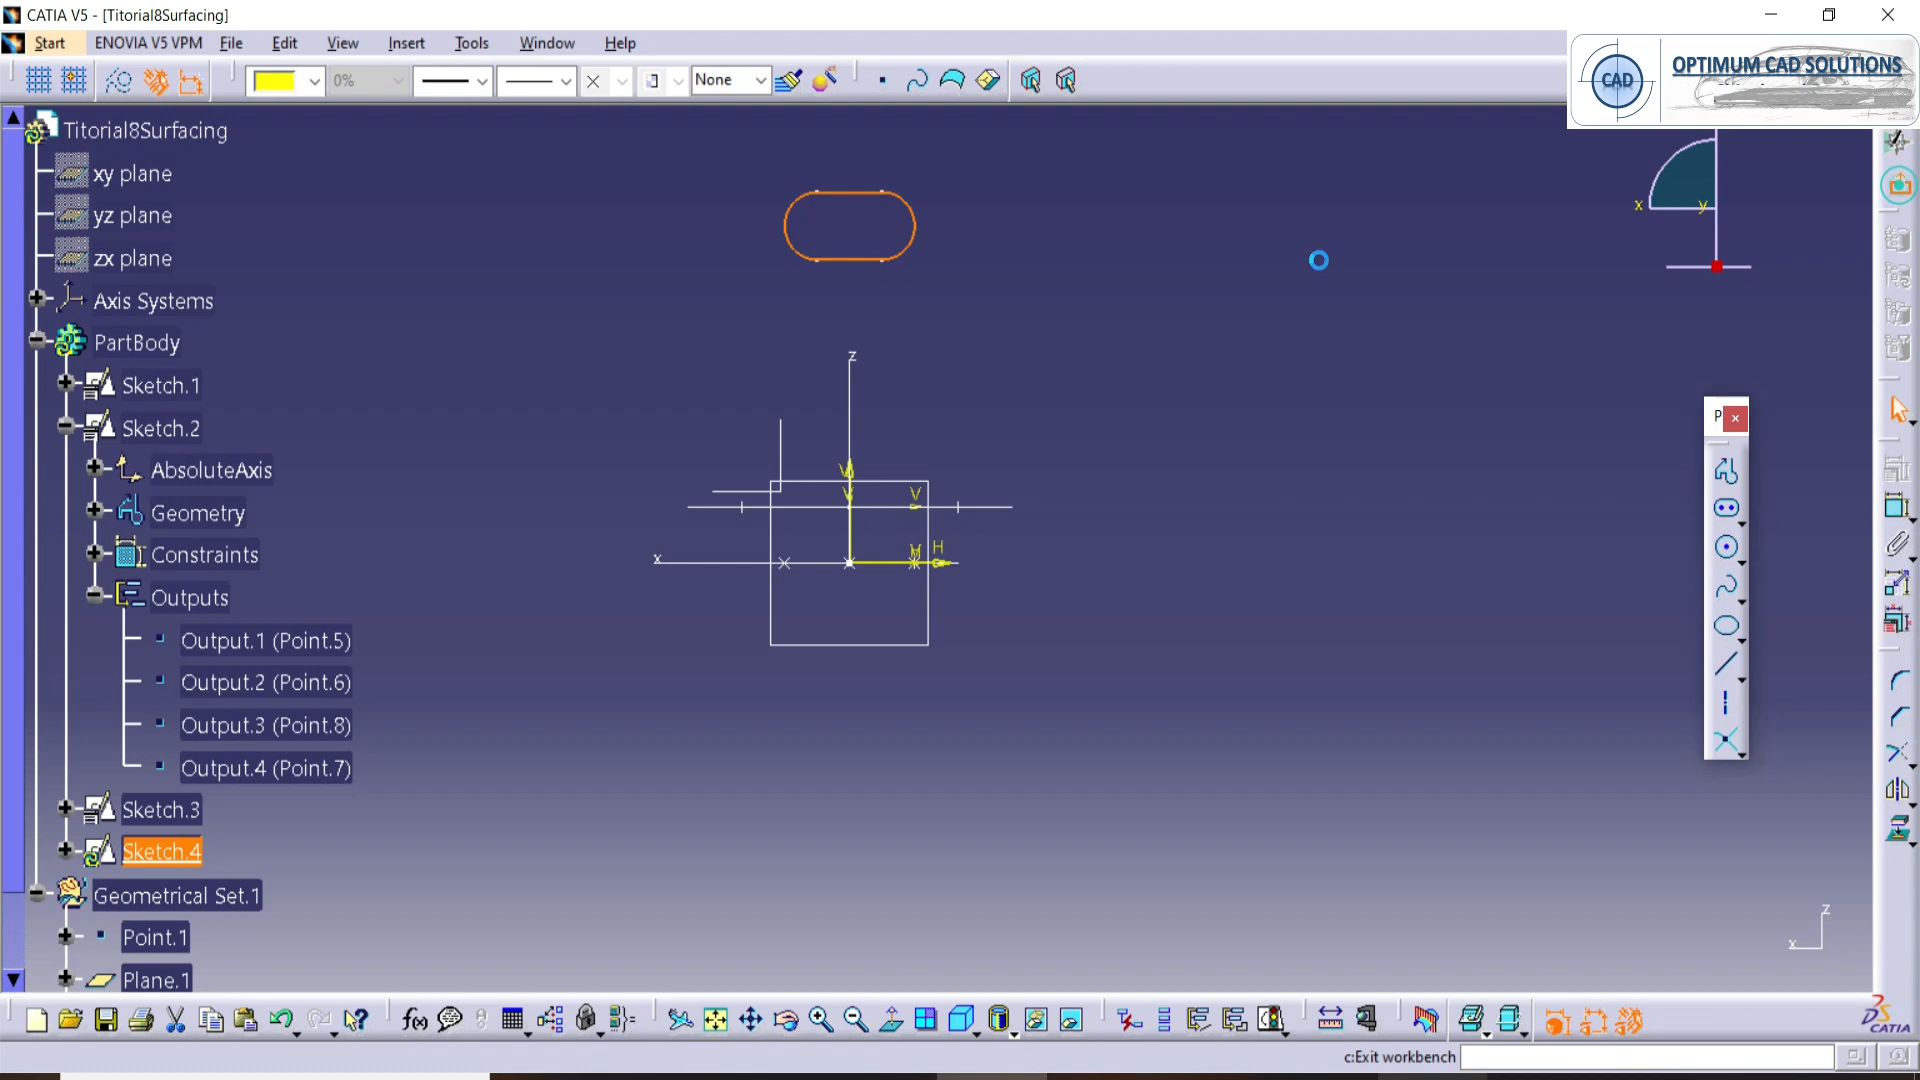 CATIA V5 - [Titorial8Surfacing]
Start ENOVIA V5 VPM File Edit View Insert Tools Window Help
0% None
CAD OPTIMUM CAD SOLUTIONS
Titorial8Surfacing
xy plane
yz plane
zx plane
Axis Systems
PartBody
Sketch.1
Sketch.2
AbsoluteAxis
Geometry
Constraints
Outputs
Output.1 (Point.5)
Output.2 (Point.6)
Output.3 (Point.8)
Output.4 (Point.7)
Sketch.3
Sketch.4
Geometrical Set.1
Point.1
Plane.1
x y
z
V
V V
H
x
P
z
x
f(x)
CATIA
c:Exit workbench